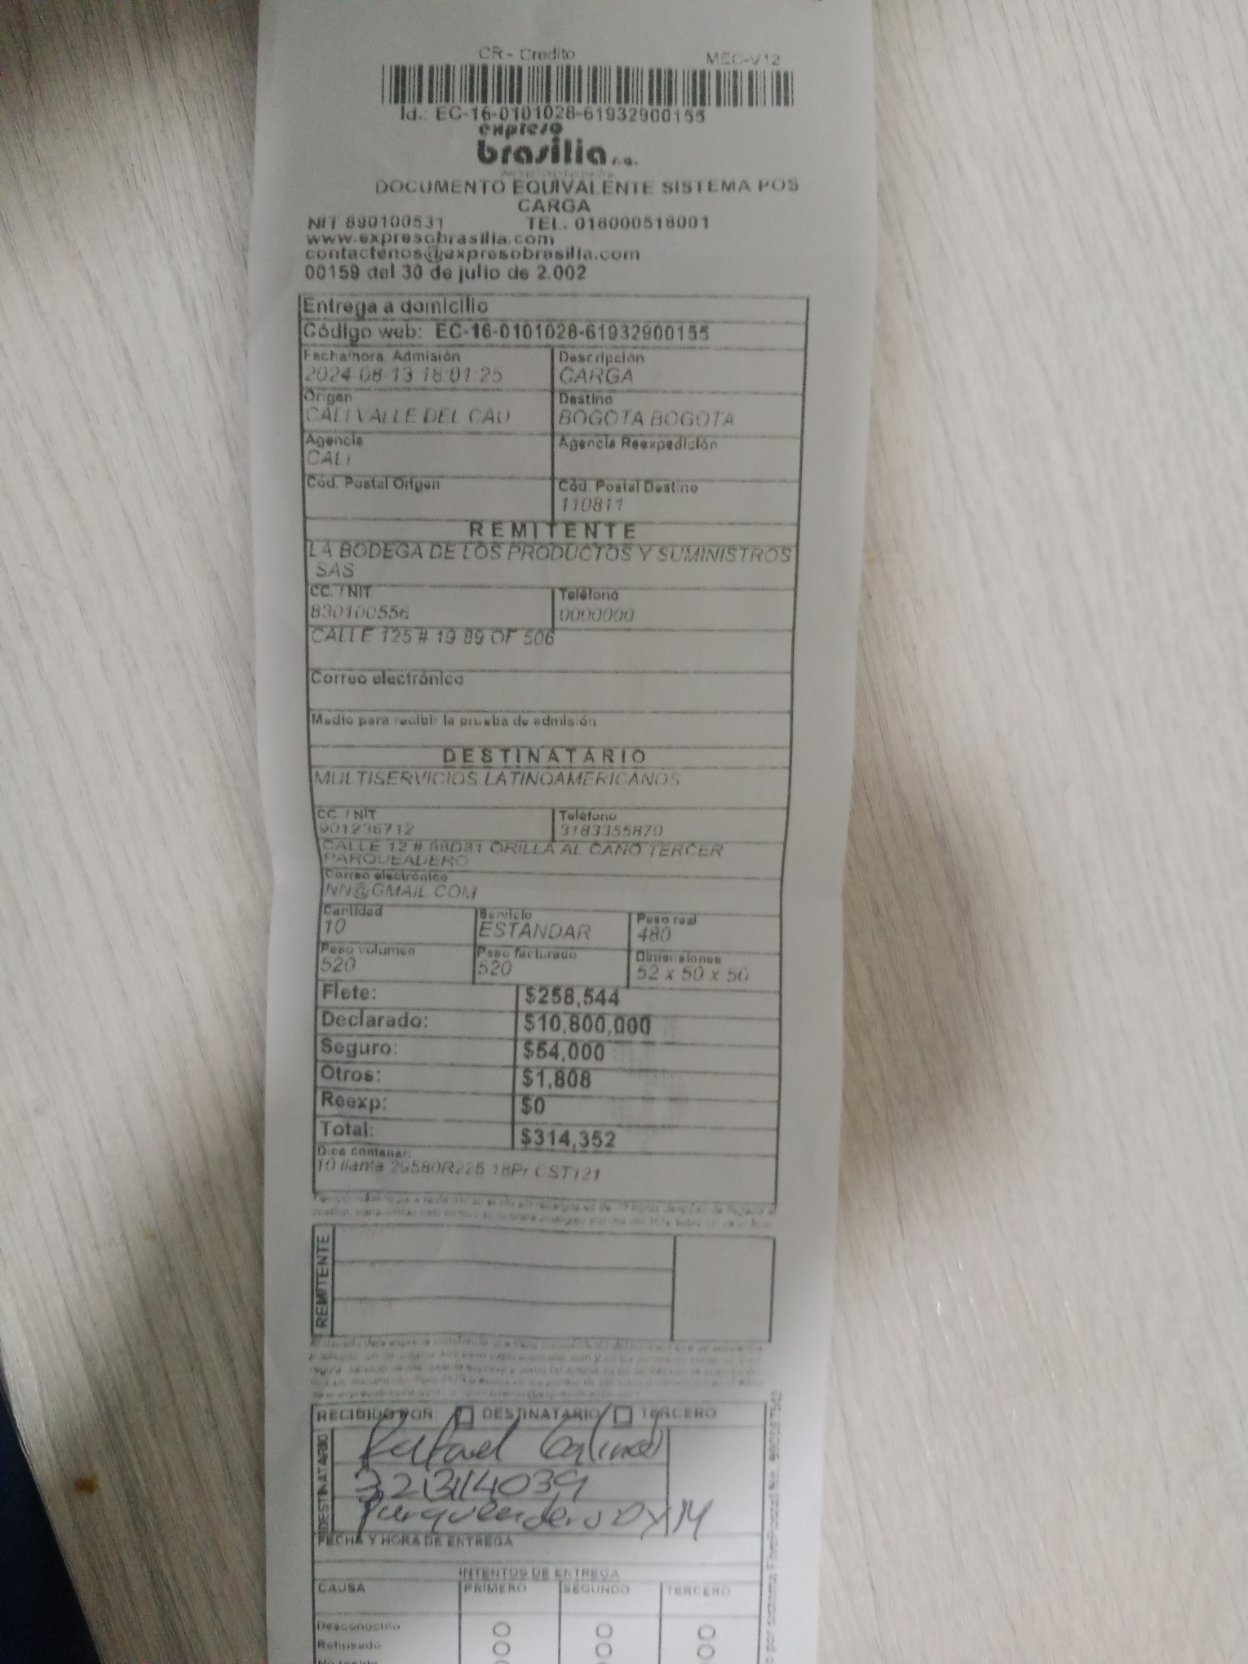 CR - Credito MEC-V12
Id.: EC-16-0101028-61932900155
expreso
brasilia s.a.
DOCUMENTO EQUIVALENTE SISTEMA POS
CARGA
NIT 890100531 TEL. 018000518001
www.expresobrasilia.com
contactenos@expresobrasilia.com
00159 del 30 de julio de 2.002
Entrega a domicilio
Código web: EC-16-0101028-61932900155
Fecha/hora Admisión Descripción
2024-08-13 18:01:25 CARGA
Origen Destino
CALI VALLE DEL CAU BOGOTA BOGOTA
Agencia Agencia Reexpedición
CALI
Cód. Postal Origen Cód. Postal Destino
110811
REMITENTE
LA BODEGA DE LOS PRODUCTOS Y SUMINISTROS
SAS
CC. / NIT Teléfono
830100556 0000000
CALLE 125 # 19 89 OF 506
Correo electrónico
Medio para recibir la prueba de admisión
DESTINATARIO
MULTISERVICIOS LATINOAMERICANOS
CC. / NIT Teléfono
901236712 3183355870
CALLE 12 # 88D81 ORILLA AL CANO TERCER
PARQUEADERO
Correo electrónico
NN@GMAIL.COM
Cantidad Servicio Peso real
10 ESTANDAR 480
Peso volumen Peso facturado Dimensiones
520 520 52 x 50 x 50
Flete: $258,544
Declarado: $10,800,000
Seguro: $54,000
Otros: $1,808
Reexp: $0
Total: $314,352
Dice contener:
10 llanta 29580R225 18Pr CST121
REMITENTE
RECIBIDO POR DESTINATARIO TERCERO
DESTINATARIO
Rafael
Parqueadero DyM
FECHA Y HORA DE ENTREGA
INTENTOS DE ENTREGA
CAUSA PRIMERO SEGUNDO TERCERO
Desconocido
Rehusado